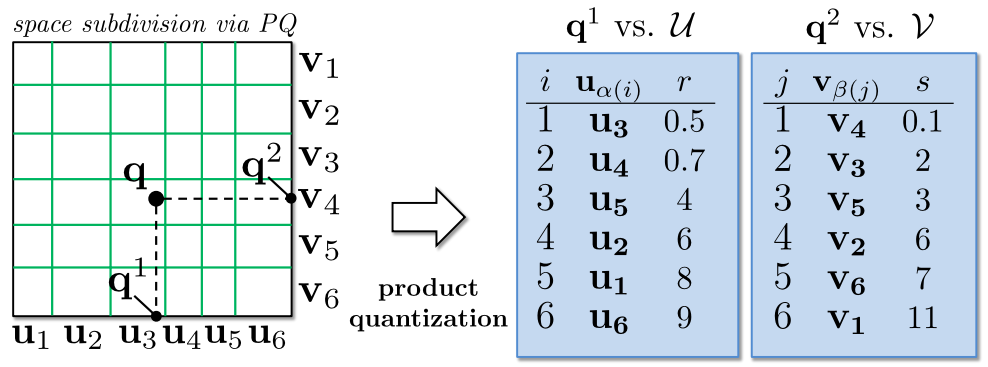 space subdivision via PQ
v₁
v₂
v₃
v₄
v₅
v₆
q
q²
q¹
u₁ u₂ u₃ u₄ u₅ u₆
product
quantization
q¹ vs. 𝒰
i u_α(i) r
1 u₃ 0.5
2 u₄ 0.7
3 u₅ 4
4 u₂ 6
5 u₁ 8
6 u₆ 9
q² vs. 𝒱
j v_β(j) s
1 v₄ 0.1
2 v₃ 2
3 v₅ 3
4 v₂ 6
5 v₆ 7
6 v₁ 11